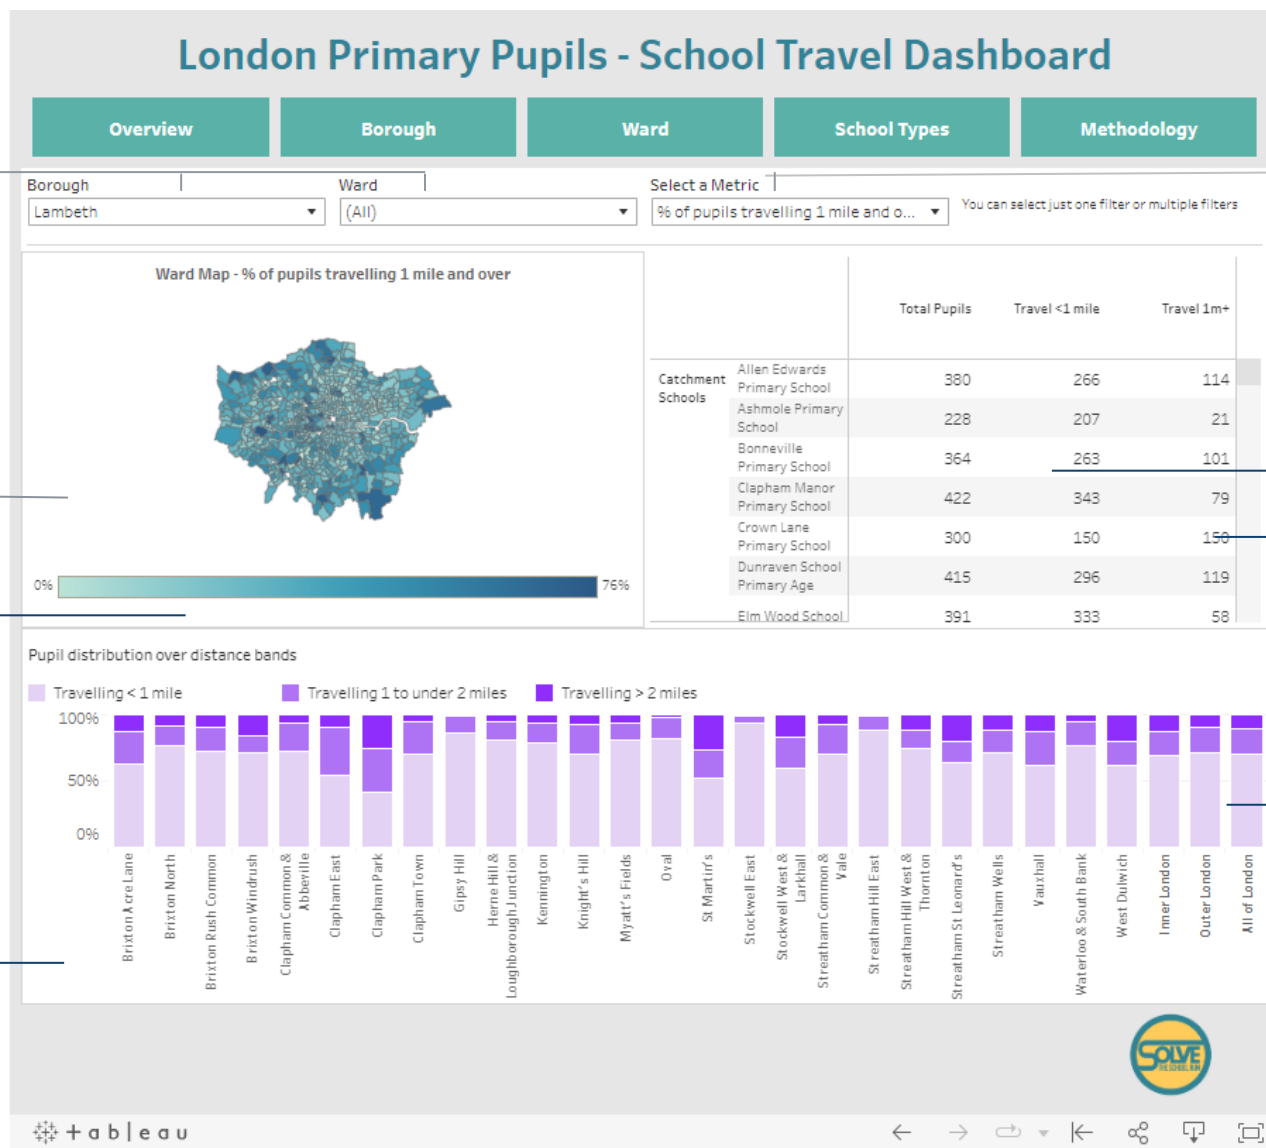 London Primary Pupils - School Travel Dashboard
Overview
Borough
Ward
School Types
Methodology
Borough
Ward
Select a Metric
Lambeth
(All)
% of pupils travelling 1 mile and o...
You can select just one filter or multiple filters
Ward Map - % of pupils travelling 1 mile and over
0%
76%
Total Pupils
Travel <1 mile
Travel 1m+
Catchment
Schools
Allen Edwards
Primary School
380
266
114
Ashmole Primary
School
228
207
21
Bonneville
Primary School
364
263
101
Clapham Manor
Primary School
422
343
79
Crown Lane
Primary School
300
150
150
Dunraven School
Primary Age
415
296
119
Elm Wood School
391
333
58
Pupil distribution over distance bands
Travelling < 1 mile
Travelling 1 to under 2 miles
Travelling > 2 miles
100%
50%
0%
Brixton Acre Lane
Brixton North
Brixton Rush Common
Brixton Windrush
Clapham Common &
Abbeville
Clapham East
Clapham Park
Clapham Town
Gipsy Hill
Herne Hill &
Loughborough Junction
Kennington
Knight's Hill
Myatt's Fields
Oval
St Martin's
Stockwell East
Stockwell West &
Larkhall
Streatham Common &
Vale
Streatham Hill East
Streatham Hill West &
Thornton
Streatham St Leonard's
Streatham Wells
Vauxhall
Waterloo & South Bank
West Dulwich
Inner London
Outer London
All of London
SOLVE
THE SCHOOL RUN
+ a b l e a u